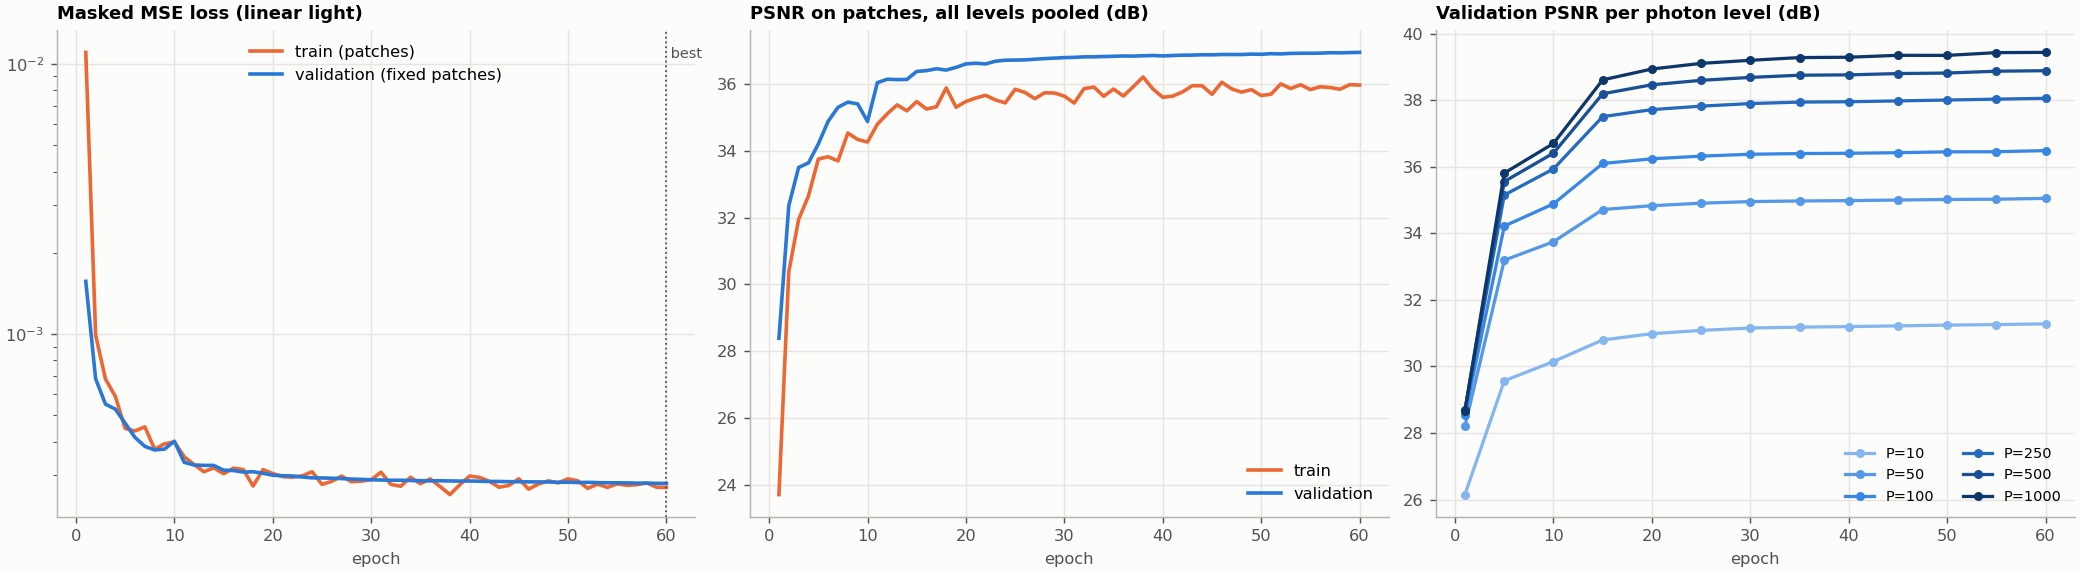 Masked MSE loss (linear light)
10⁻²
10⁻³
0 10 20 30 40 50 60
epoch
train (patches)
validation (fixed patches)
best
PSNR on patches, all levels pooled (dB)
36
34
32
30
28
26
24
0 10 20 30 40 50 60
epoch
train
validation
Validation PSNR per photon level (dB)
40
38
36
34
32
30
28
26
0 10 20 30 40 50 60
epoch
P=10 P=250
P=50 P=500
P=100 P=1000